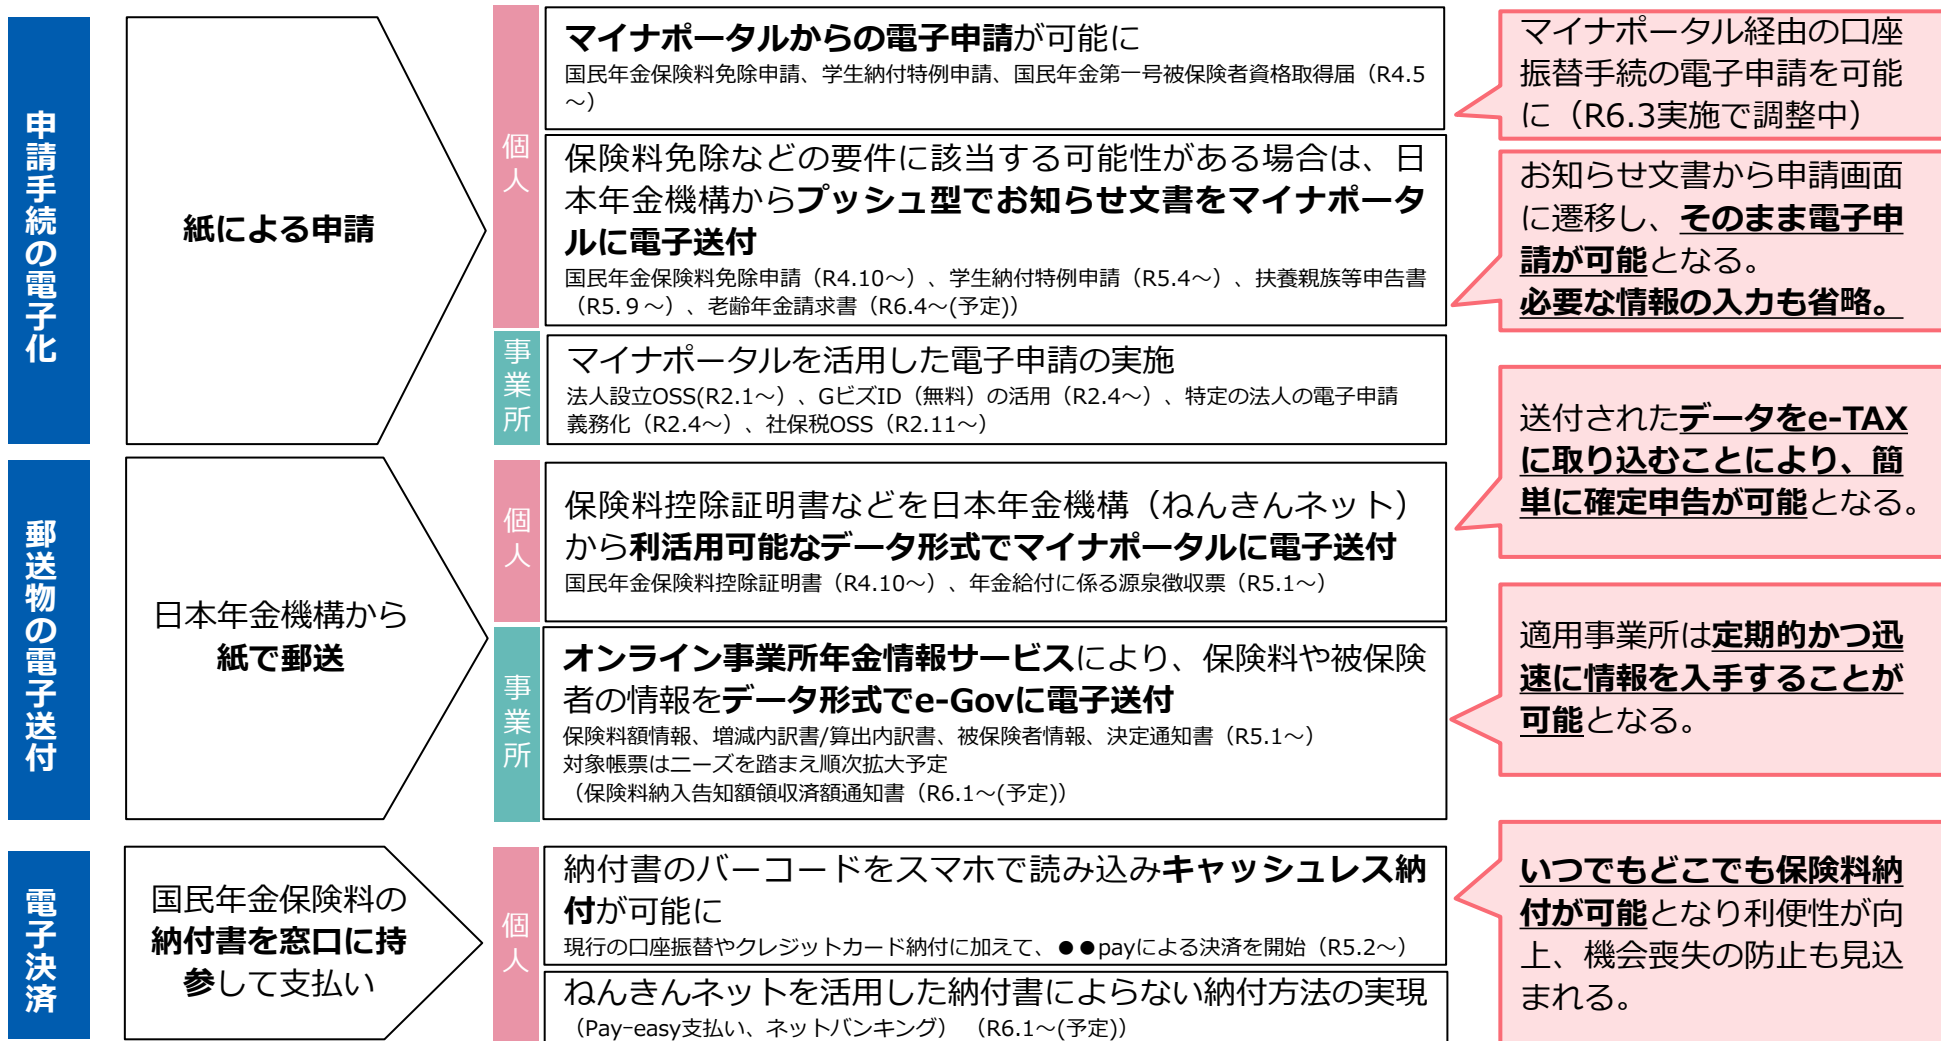 申請手続の電子化
紙による申請
個人
マイナポータルからの電子申請が可能に
国民年金保険料免除申請、学生納付特例申請、国民年金第一号被保険者資格取得届（R4.5
～）
保険料免除などの要件に該当する可能性がある場合は、日
本年金機構からプッシュ型でお知らせ文書をマイナポータ
ルに電子送付
国民年金保険料免除申請（R4.10～）、学生納付特例申請（R5.4～）、扶養親族等申告書
（R5.９～）、老齢年金請求書（R6.4～(予定)）
事業所
マイナポータルを活用した電子申請の実施
法人設立OSS(R2.1～）、GビズID（無料）の活用（R2.4～）、特定の法人の電子申請
義務化（R2.4～）、社保税OSS（R2.11～）
マイナポータル経由の口座
振替手続の電子申請を可能
に（R6.3実施で調整中）
お知らせ文書から申請画面
に遷移し、そのまま電子申
請が可能となる。
必要な情報の入力も省略。
郵送物の電子送付
日本年金機構から
紙で郵送
個人
保険料控除証明書などを日本年金機構（ねんきんネット）
から利活用可能なデータ形式でマイナポータルに電子送付
国民年金保険料控除証明書（R4.10～）、年金給付に係る源泉徴収票（R5.1～）
事業所
オンライン事業所年金情報サービスにより、保険料や被保険
者の情報をデータ形式でe-Govに電子送付
保険料額情報、増減内訳書/算出内訳書、被保険者情報、決定通知書（R5.1～）
対象帳票はニーズを踏まえ順次拡大予定
（保険料納入告知額領収済額通知書（R6.1～(予定)）
送付されたデータをe-TAX
に取り込むことにより、簡
単に確定申告が可能となる。
適用事業所は定期的かつ迅
速に情報を入手することが
可能となる。
電子決済
国民年金保険料の
納付書を窓口に持
参して支払い
個人
納付書のバーコードをスマホで読み込みキャッシュレス納
付が可能に
現行の口座振替やクレジットカード納付に加えて、●●payによる決済を開始（R5.2～）
ねんきんネットを活用した納付書によらない納付方法の実現
（Pay-easy支払い、ネットバンキング）（R6.1～(予定)）
いつでもどこでも保険料納
付が可能となり利便性が向
上、機会喪失の防止も見込
まれる。